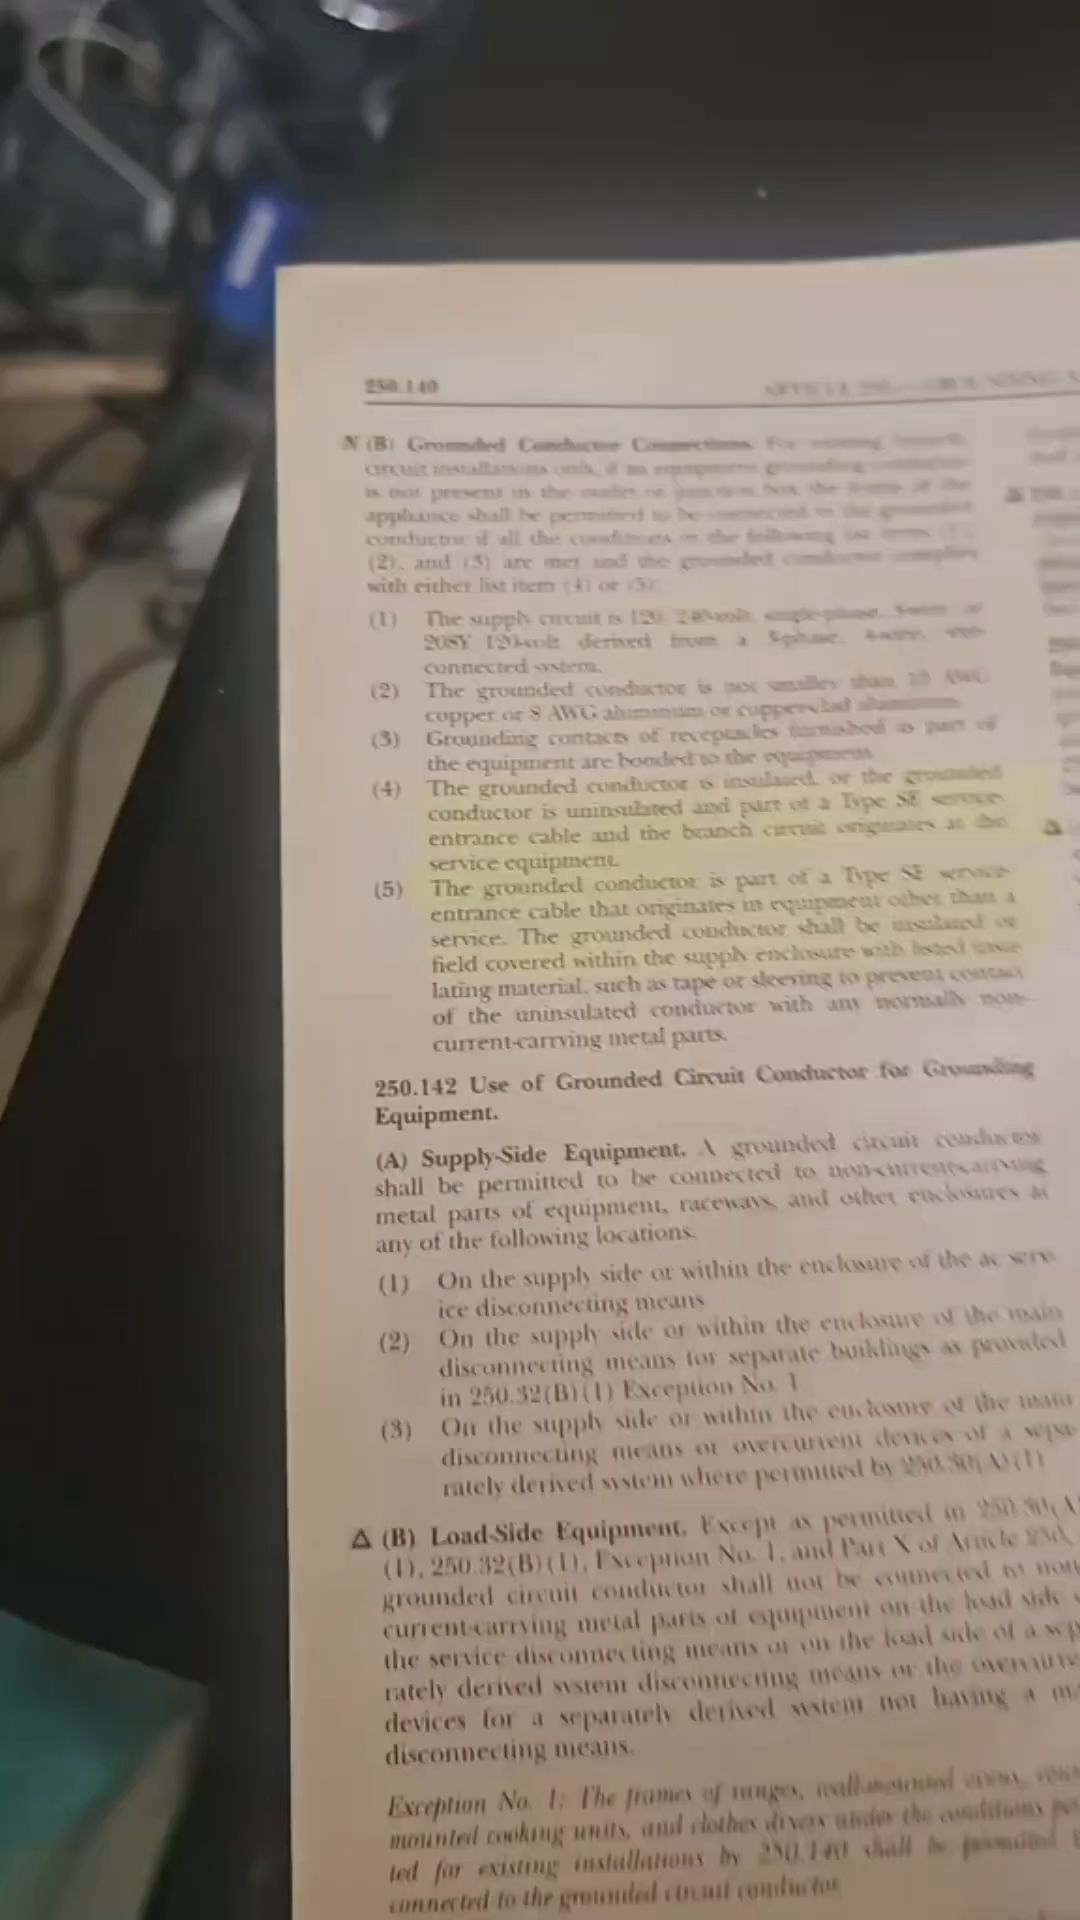 250.140
N (B) Grounded Conductor Connections. For existing branch-
circuit installations only, if an equipment grounding conductor
is not present in the outlet or junction box the frame of the
appliance shall be permitted to be connected to the grounded
conductor if all the conditions in the following list items (1),
(2), and (3) are met and the grounded conductor complies
with either list item (4) or (5):
(1) The supply circuit is 120/240-volt, single-phase, 3-wire or
208Y/120-volt derived from a 3-phase, 4-wire, wye-
connected system.
(2) The grounded conductor is not smaller than 10 AWG
copper or 8 AWG aluminum or copper-clad aluminum.
(3) Grounding contacts of receptacles furnished as part of
the equipment are bonded to the equipment.
(4) The grounded conductor is insulated, or the grounded
conductor is uninsulated and part of a Type SE service-
entrance cable and the branch circuit originates at the
service equipment.
(5) The grounded conductor is part of a Type SE service-
entrance cable that originates in equipment other than a
service. The grounded conductor shall be insulated or
field covered within the supply enclosure with listed insu-
lating material, such as tape or sleeving to prevent contact
of the uninsulated conductor with any normally non-
current-carrying metal parts.
250.142 Use of Grounded Circuit Conductor for Grounding
Equipment.
(A) Supply-Side Equipment. A grounded circuit conductor
shall be permitted to be connected to non-current-carrying
metal parts of equipment, raceways, and other enclosures at
any of the following locations:
(1) On the supply side or within the enclosure of the ac serv-
ice disconnecting means
(2) On the supply side or within the enclosure of the main
disconnecting means for separate buildings as provided
in 250.32(B)(1) Exception No. 1
(3) On the supply side or within the enclosure of the main
disconnecting means or overcurrent devices of a sepa-
rately derived system where permitted by 250.30(A)(1)
Δ (B) Load-Side Equipment. Except as permitted in 250.30(A)
(1), 250.32(B)(1), Exception No. 1, and Part X of Article 250,
grounded circuit conductor shall not be connected to non-
current-carrying metal parts of equipment on the load side
the service disconnecting means or on the load side of a sep
rately derived system disconnecting means or the overcurre
devices for a separately derived system not having a ma
disconnecting means.
Exception No. 1: The frames of ranges, wall-mounted ovens, coun
mounted cooking units, and clothes dryers under the conditions per
ted for existing installations by 250.140 shall be permitted
connected to the grounded circuit conductor.